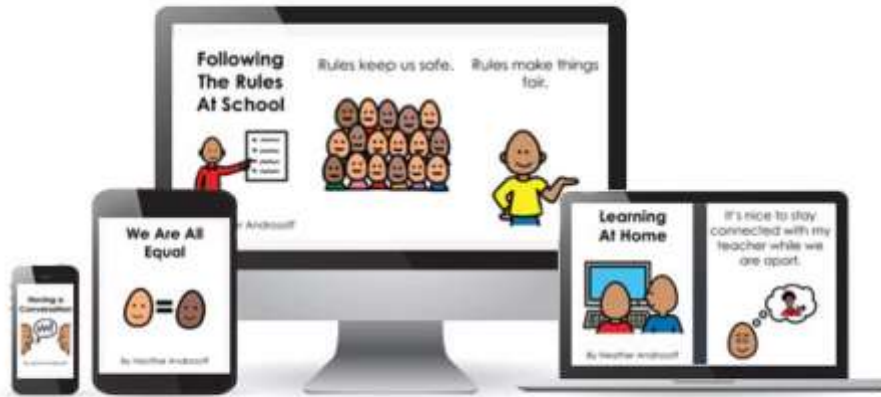 Following
The Rules
At School
Androsoff
Rules keep us safe.
Rules make things
fair.
We Are All
Equal
By Heather Androsoff
Having a
Conversation
Learning
At Home
By Heather Androsoff
It's nice to stay
connected with my
teacher while we
are apart.